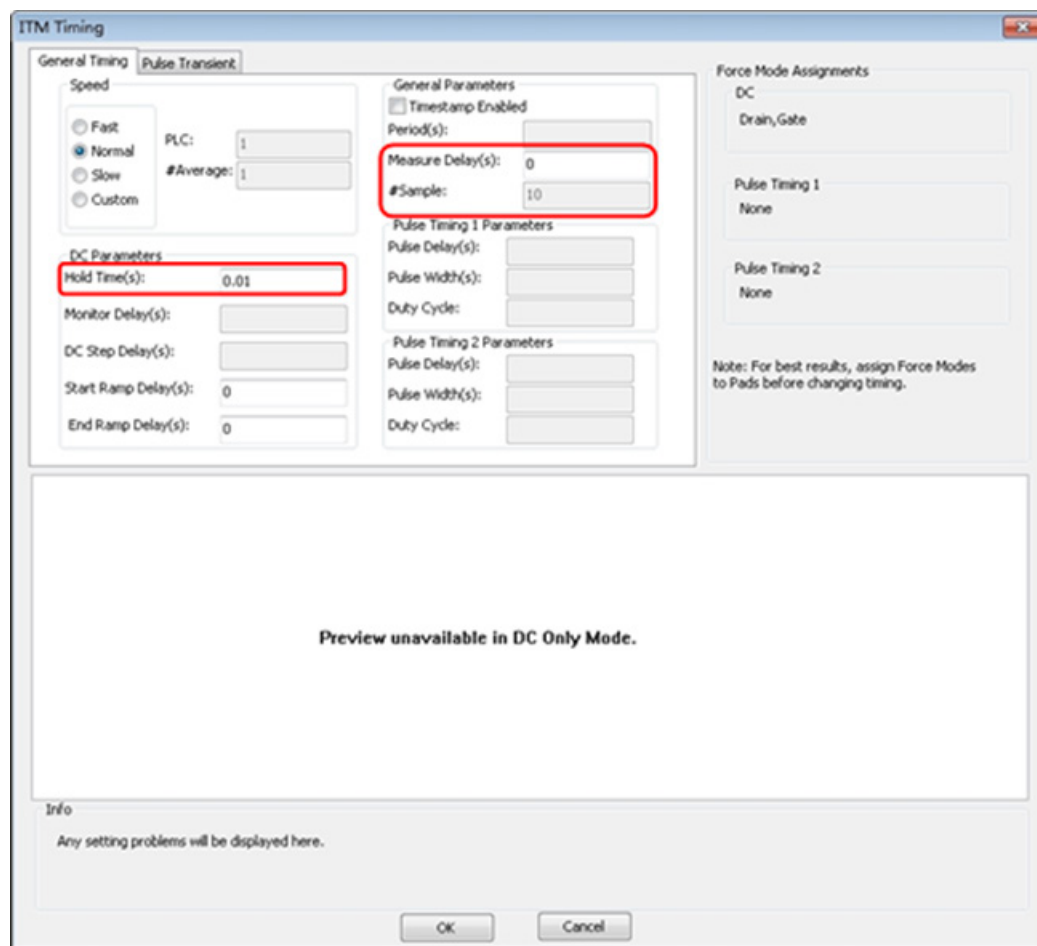 ITM Timing
General Timing
Pulse Transient
Speed
Fast
Normal
Slow
Custom
PLC:
1
#Average:
1
DC Parameters
Hold Time(s):
0.01
Monitor Delay(s):
DC Step Delay(s):
Start Ramp Delay(s):
0
End Ramp Delay(s):
0
General Parameters
Timestamp Enabled
Period(s):
Measure Delay(s):
0
#Sample:
10
Pulse Timing 1 Parameters
Pulse Delay(s):
Pulse Width(s):
Duty Cycle:
Pulse Timing 2 Parameters
Pulse Delay(s):
Pulse Width(s):
Duty Cycle:
Force Mode Assignments
DC
Drain,Gate
Pulse Timing 1
None
Pulse Timing 2
None
Note: For best results, assign Force Modes
to Pads before changing timing.
Preview unavailable in DC Only Mode.
Info
Any setting problems will be displayed here.
OK
Cancel